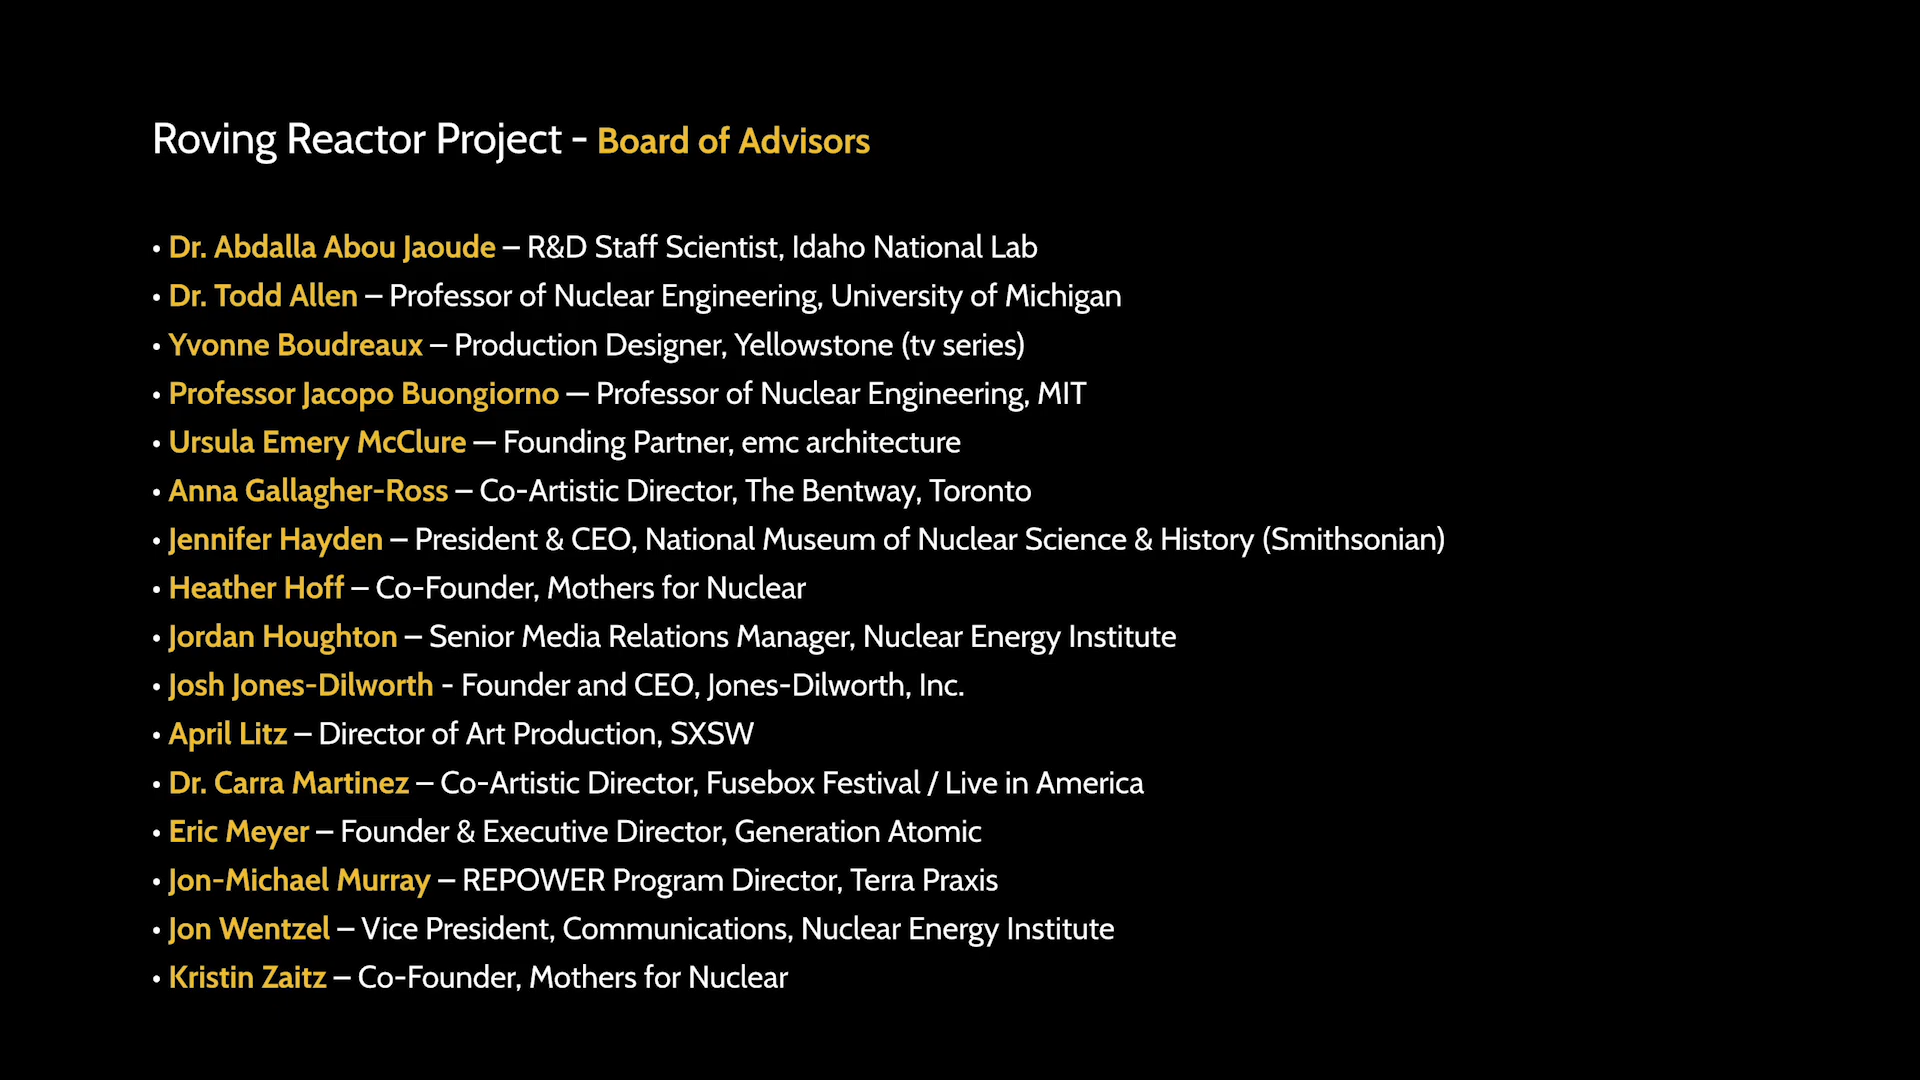 Roving Reactor Project - Board of Advisors
• Dr. Abdalla Abou Jaoude – R&D Staff Scientist, Idaho National Lab
• Dr. Todd Allen – Professor of Nuclear Engineering, University of Michigan
• Yvonne Boudreaux – Production Designer, Yellowstone (tv series)
• Professor Jacopo Buongiorno — Professor of Nuclear Engineering, MIT
• Ursula Emery McClure — Founding Partner, emc architecture
• Anna Gallagher-Ross – Co-Artistic Director, The Bentway, Toronto
• Jennifer Hayden – President & CEO, National Museum of Nuclear Science & History (Smithsonian)
• Heather Hoff – Co-Founder, Mothers for Nuclear
• Jordan Houghton – Senior Media Relations Manager, Nuclear Energy Institute
• Josh Jones-Dilworth - Founder and CEO, Jones-Dilworth, Inc.
• April Litz – Director of Art Production, SXSW
• Dr. Carra Martinez – Co-Artistic Director, Fusebox Festival / Live in America
• Eric Meyer – Founder & Executive Director, Generation Atomic
• Jon-Michael Murray – REPOWER Program Director, Terra Praxis
• Jon Wentzel – Vice President, Communications, Nuclear Energy Institute
• Kristin Zaitz – Co-Founder, Mothers for Nuclear